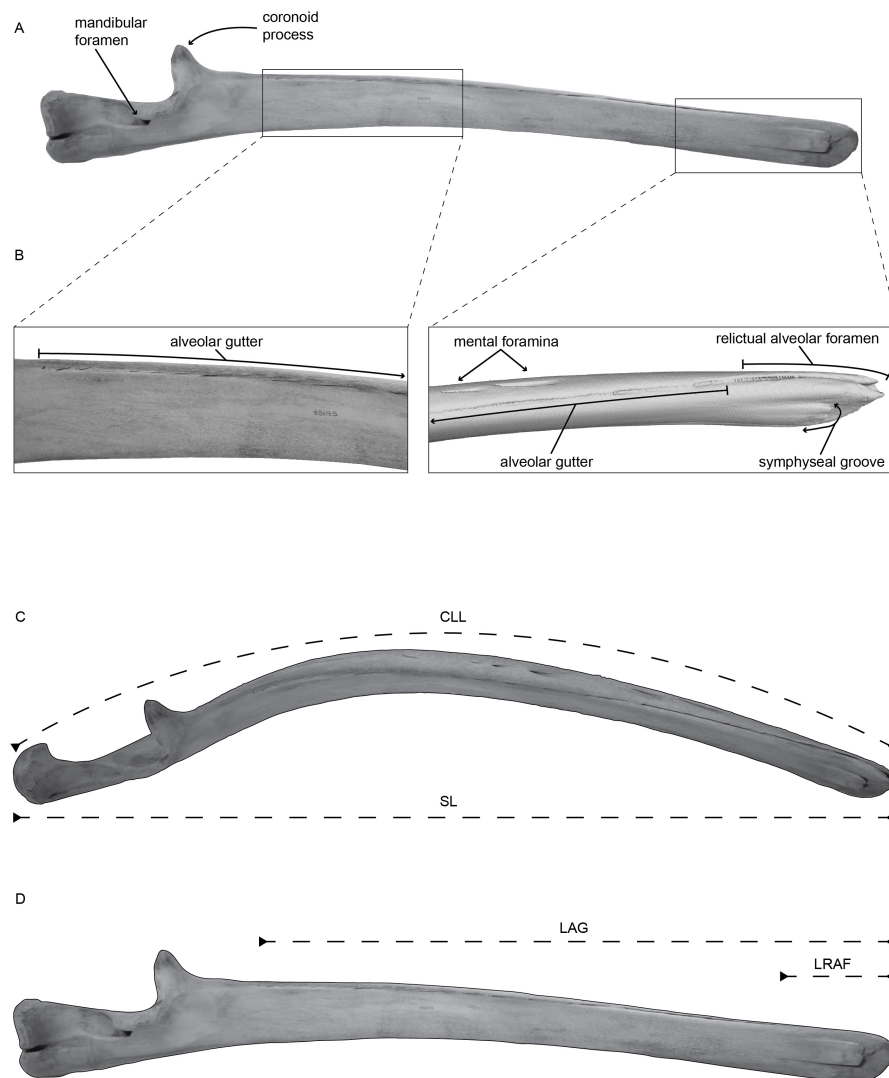 A
mandibular
foramen
coronoid
process
B
alveolar gutter
mental foramina
relictual alveolar foramen
alveolar gutter
symphyseal groove
C
CLL
SL
D
LAG
LRAF